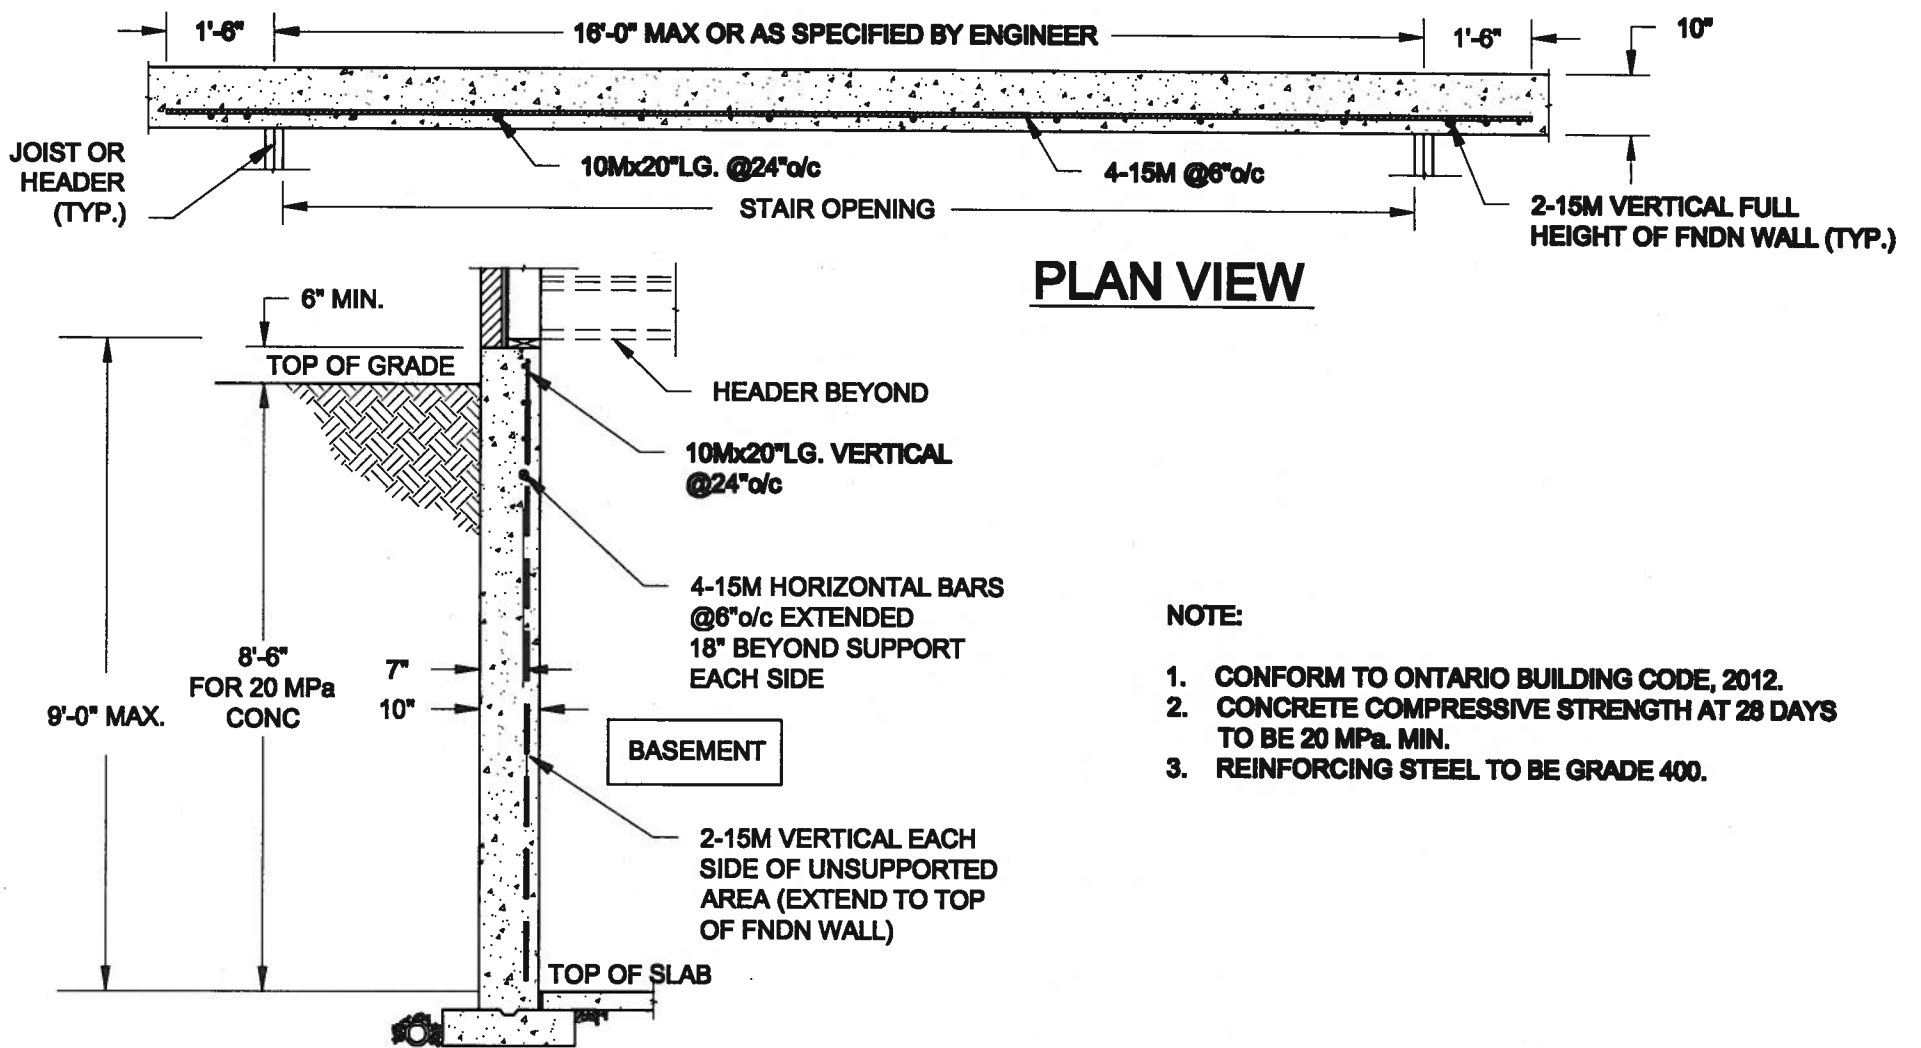 1'-6"
16'-0" MAX OR AS SPECIFIED BY ENGINEER
1'-6"
10"
JOIST OR
HEADER
(TYP.)
10Mx20"LG. @24"o/c
4-15M @6"o/c
STAIR OPENING
2-15M VERTICAL FULL
HEIGHT OF FNDN WALL (TYP.)
PLAN VIEW
6" MIN.
TOP OF GRADE
HEADER BEYOND
10Mx20"LG. VERTICAL
@24"o/c
4-15M HORIZONTAL BARS
@6"o/c EXTENDED
18" BEYOND SUPPORT
EACH SIDE
8'-6"
FOR 20 MPa
CONC
9'-0" MAX.
7"
10"
BASEMENT
2-15M VERTICAL EACH
SIDE OF UNSUPPORTED
AREA (EXTEND TO TOP
OF FNDN WALL)
TOP OF SLAB
NOTE:
1. CONFORM TO ONTARIO BUILDING CODE, 2012.
2. CONCRETE COMPRESSIVE STRENGTH AT 28 DAYS
TO BE 20 MPa. MIN.
3. REINFORCING STEEL TO BE GRADE 400.